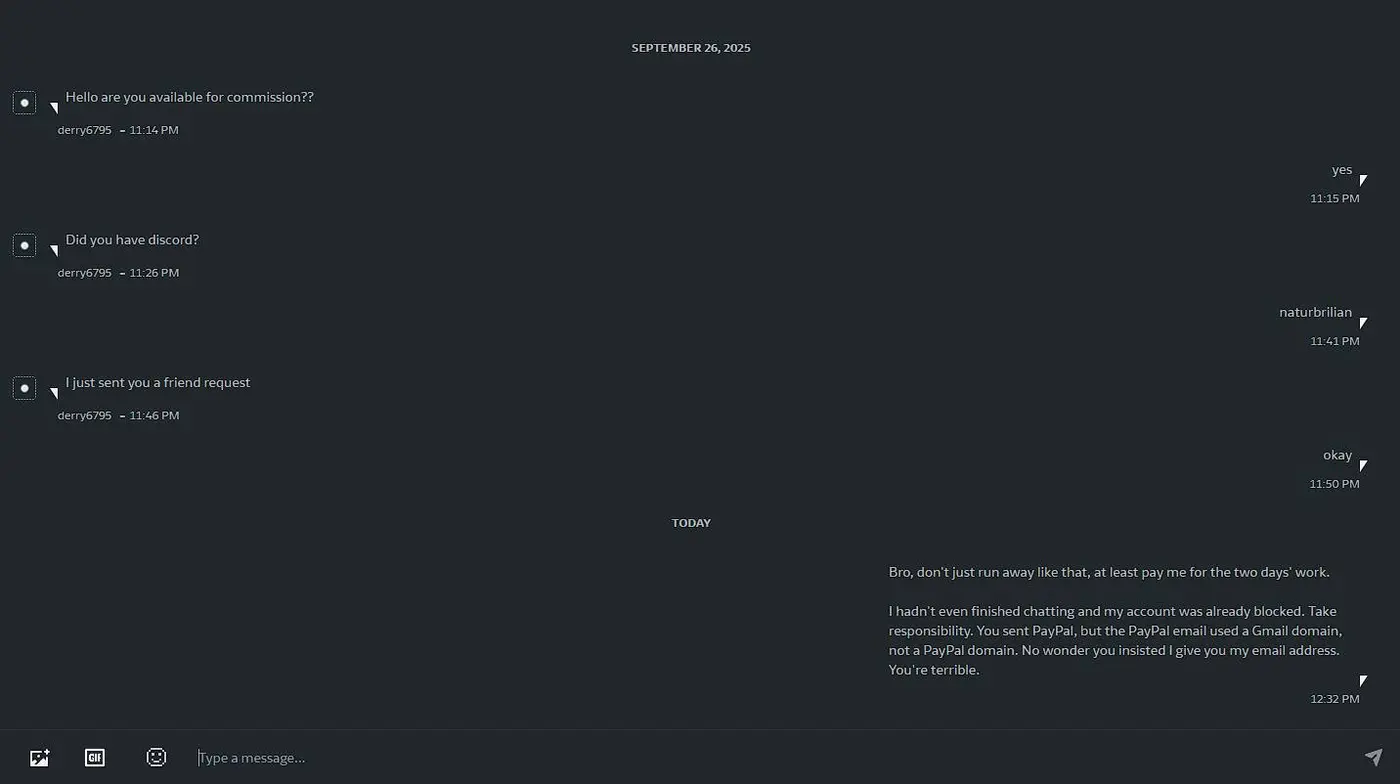 SEPTEMBER 26, 2025
Hello are you available for commission??
derry6795 – 11:14 PM
yes
11:15 PM
Did you have discord?
derry6795 – 11:26 PM
naturbrilian
11:41 PM
I just sent you a friend request
derry6795 – 11:46 PM
okay
11:50 PM
TODAY
Bro, don't just run away like that, at least pay me for the two days' work.
I hadn't even finished chatting and my account was already blocked. Take
responsibility. You sent PayPal, but the PayPal email used a Gmail domain,
not a PayPal domain. No wonder you insisted I give you my email address.
You're terrible.
12:32 PM
GIF
Type a message...